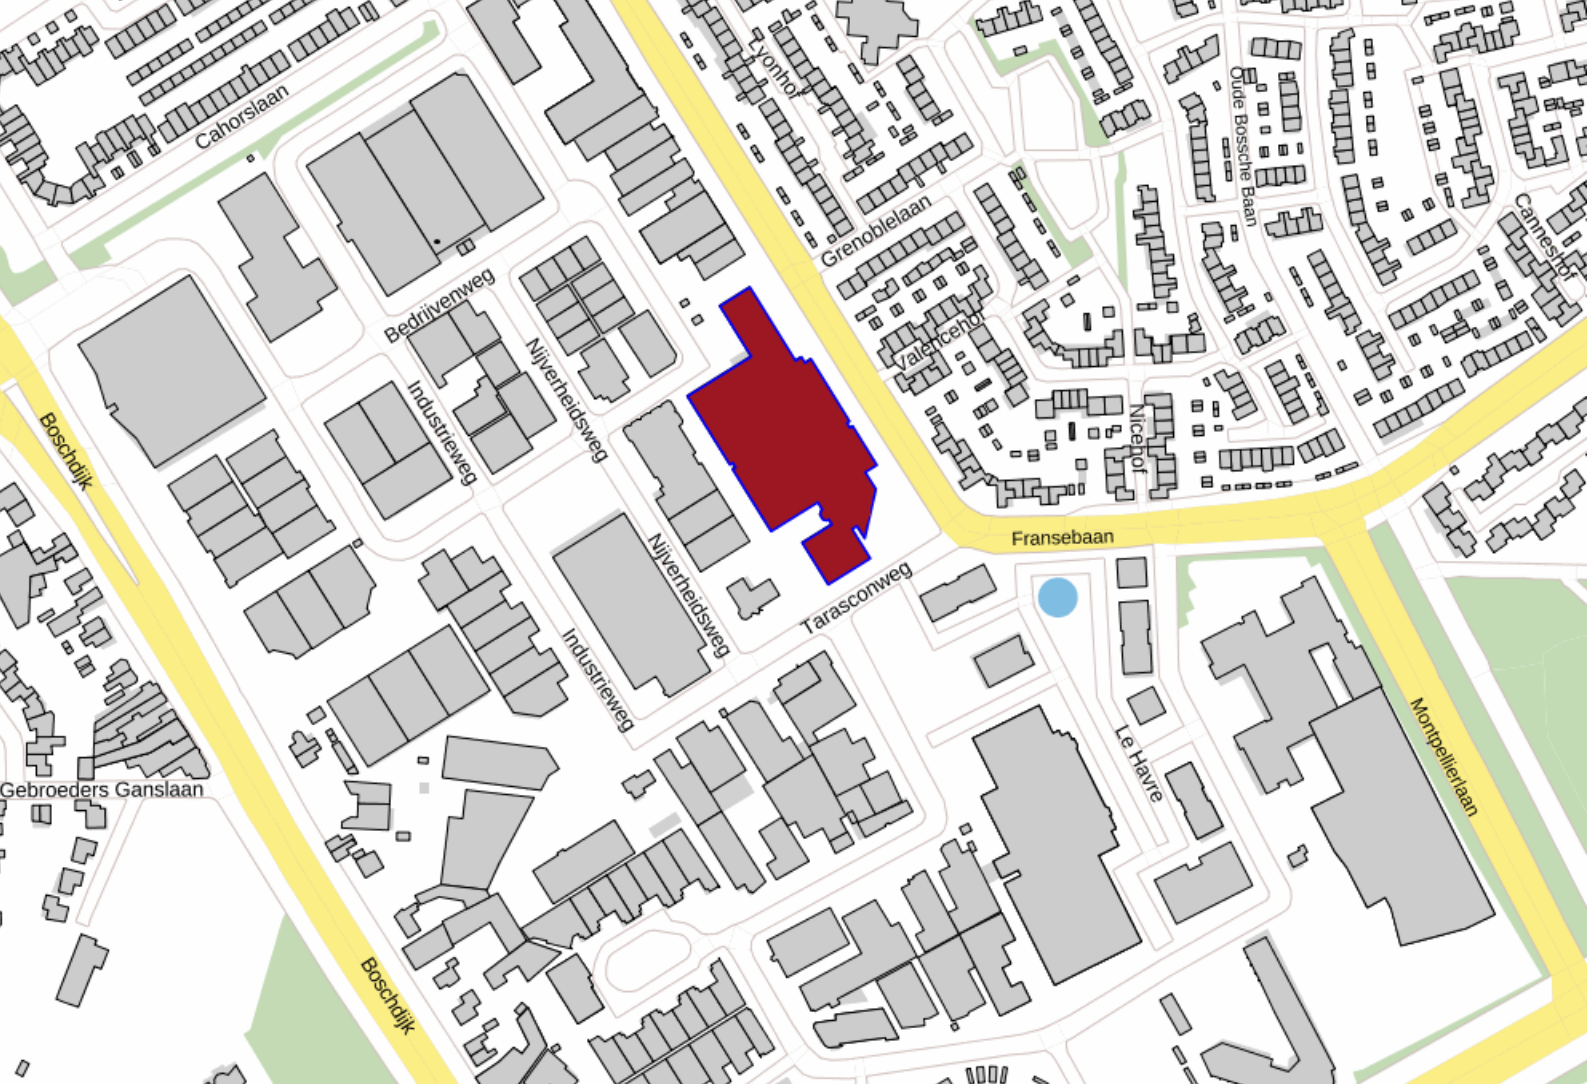 Lyonhof
Cahorslaan
Oude Bossche Baan
Grenoblelaan
Canneshof
Bedrijvenweg
Valencehof
Nijverheidsweg
Industrieweg
Boschdijk
Nicehof
Fransebaan
Nijverheidsweg
Tarasconweg
Industrieweg
Montpellierlaan
Le Havre
Gebroeders Ganslaan
Boschdijk